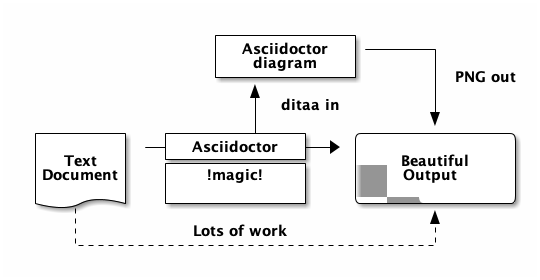 Asciidoctor
diagram
PNG out
ditaa in
Text
Document
Asciidoctor
!magic!
Beautiful
Output
Lots of work